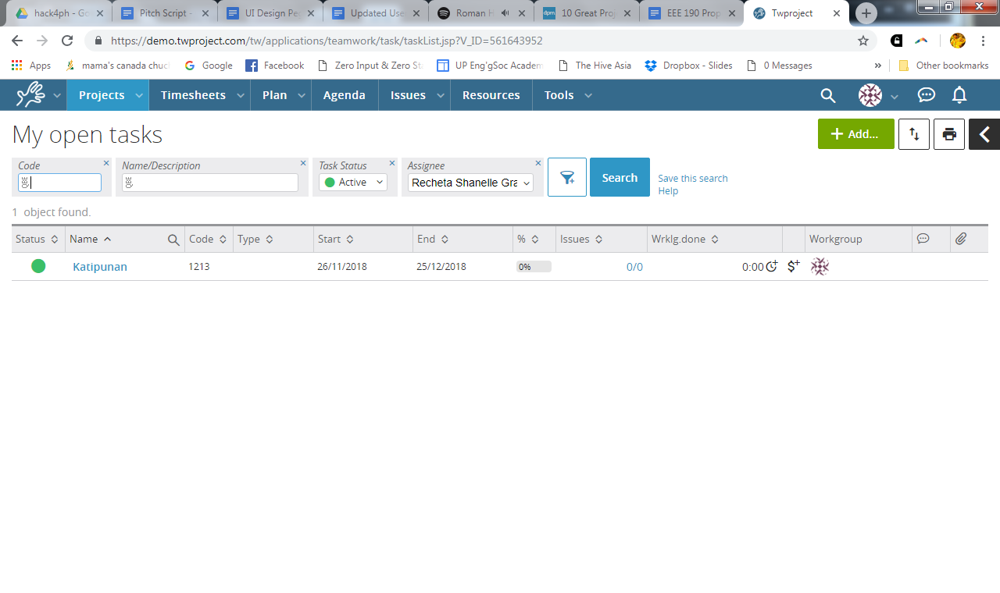 hack4ph - Go
Pitch Script -
UI Design Pe
Updated Use
Roman H
10 Great Proj
EEE 190 Prop
Twproject
https://demo.twproject.com/tw/applications/teamwork/task/taskList.jsp?V_ID=561643952
Apps
mama's canada chuck
Google
Facebook
Zero Input & Zero Sta
UP Eng'gSoc Academ
The Hive Asia
Dropbox - Slides
0 Messages
»
Other bookmarks
Projects
Timesheets
Plan
Agenda
Issues
Resources
Tools
My open tasks
Add...
Code
Name/Description
Task Status
Assignee
QBE
QBE
Active
Recheta Shanelle Gra
Search
Save this search
Help
1 object found.
Status
Name
Code
Type
Start
End
%
Issues
Wrklg.done
Workgroup
Katipunan
1213
26/11/2018
25/12/2018
0%
0/0
0:00
$+